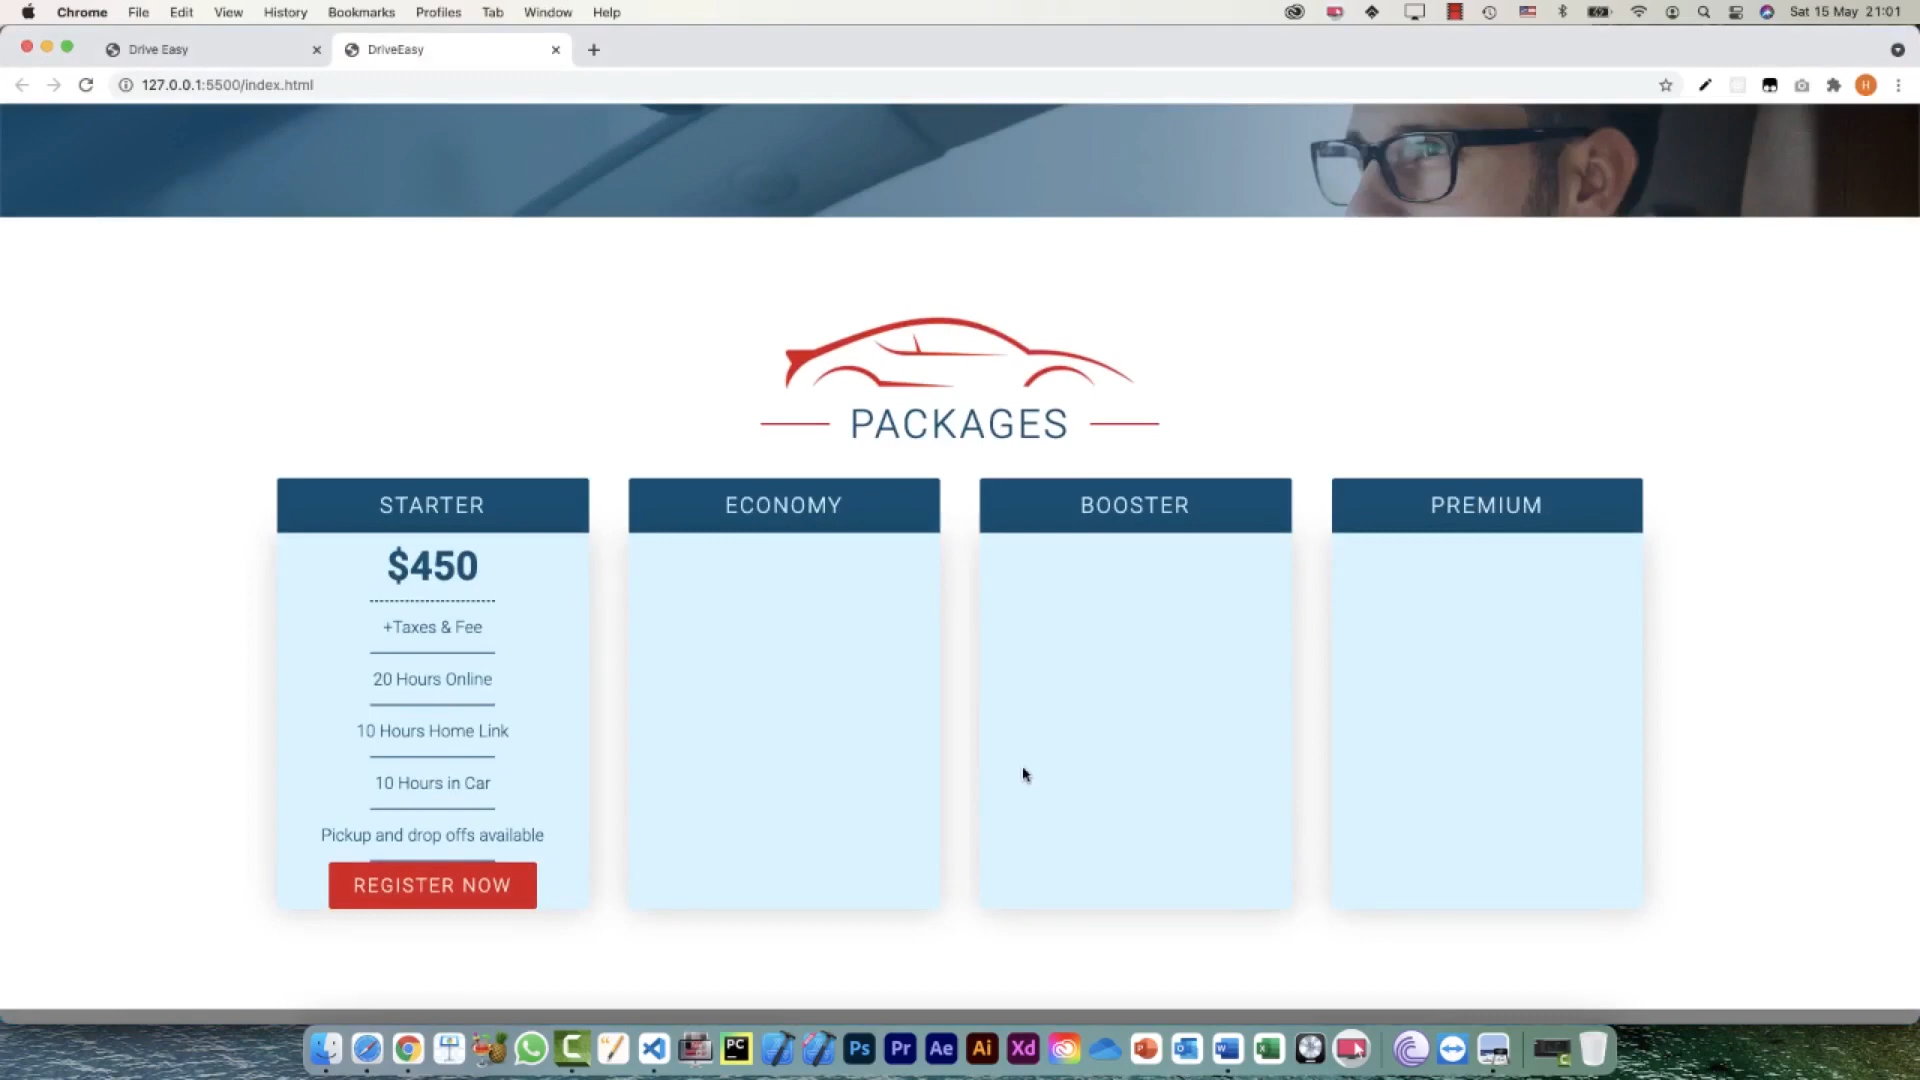 Chrome File Edit View History Bookmarks Profiles Tab Window Help Sat 15 May 21:01
Drive Easy DriveEasy
127.0.0.1:5500/index.html H
PACKAGES
STARTER ECONOMY BOOSTER PREMIUM
$450
+Taxes & Fee
20 Hours Online
10 Hours Home Link
10 Hours in Car
Pickup and drop offs available
REGISTER NOW
C PC Ps Pr Ae Ai Xd